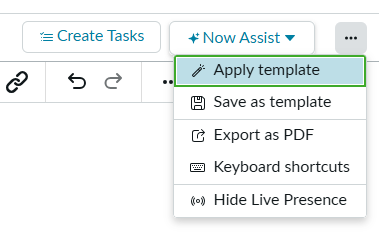 Create Tasks
Now Assist
Apply template
Save as template
Export as PDF
Keyboard shortcuts
Hide Live Presence